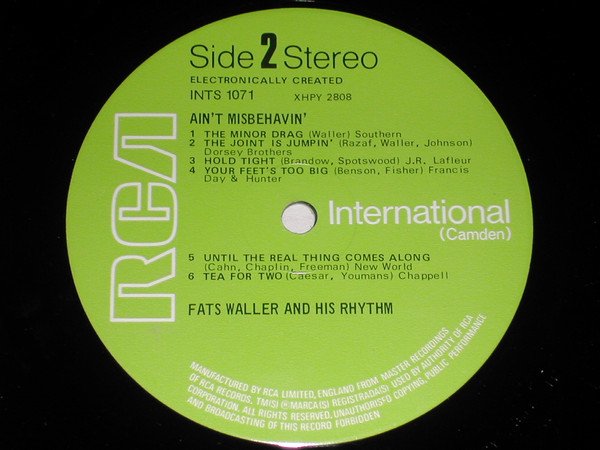 Side 2 Stereo
ELECTRONICALLY CREATED
INTS 1071 XHPY 2808
AIN'T MISBEHAVIN'
1 THE MINOR DRAG (Waller) Southern
2 THE JOINT IS JUMPIN' (Razaf, Waller, Johnson)
Dorsey Brothers
3 HOLD TIGHT (Brandow, Spotswood) J.R. Lafleur
4 YOUR FEET'S TOO BIG (Benson, Fisher) Francis
Day & Hunter
RCA
International
(Camden)
5 UNTIL THE REAL THING COMES ALONG
(Cahn, Chaplin, Freeman) New World
6 TEA FOR TWO (Caesar, Youmans) Chappell
FATS WALLER AND HIS RHYTHM
MANUFACTURED BY RCA LIMITED, ENGLAND FROM MASTER RECORDINGS
OF RCA RECORDS, TM(S) ® MARCA(S) REGISTRADA(S) USED BY AUTHORITY OF RCA
CORPORATION. ALL RIGHTS RESERVED. UNAUTHORISED COPYING, PUBLIC PERFORMANCE
AND BROADCASTING OF THIS RECORD FORBIDDEN